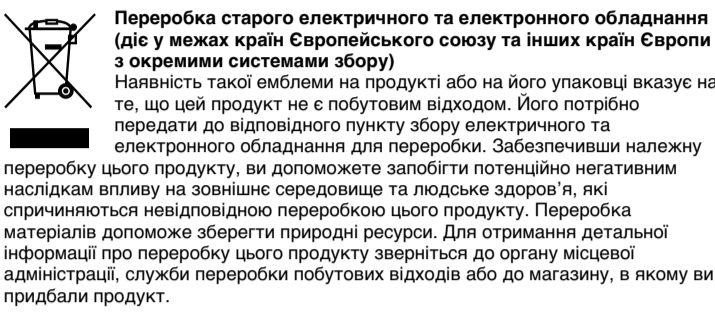 Переробка старого електричного та електронного обладнання
(діє у межах країн Європейського союзу та інших країн Європи
з окремими системами збору)
Наявність такої емблеми на продукті або на його упаковці вказує на
те, що цей продукт не є побутовим відходом. Його потрібно
передати до відповідного пункту збору електричного та
електронного обладнання для переробки. Забезпечивши належну
переробку цього продукту, ви допоможете запобігти потенційно негативним
наслідкам впливу на зовнішнє середовище та людське здоров’я, які
спричиняються невідповідною переробкою цього продукту. Переробка
матеріалів допоможе зберегти природні ресурси. Для отримання детальної
інформації про переробку цього продукту зверніться до органу місцевої
адміністрації, служби переробки побутових відходів або до магазину, в якому ви
придбали продукт.